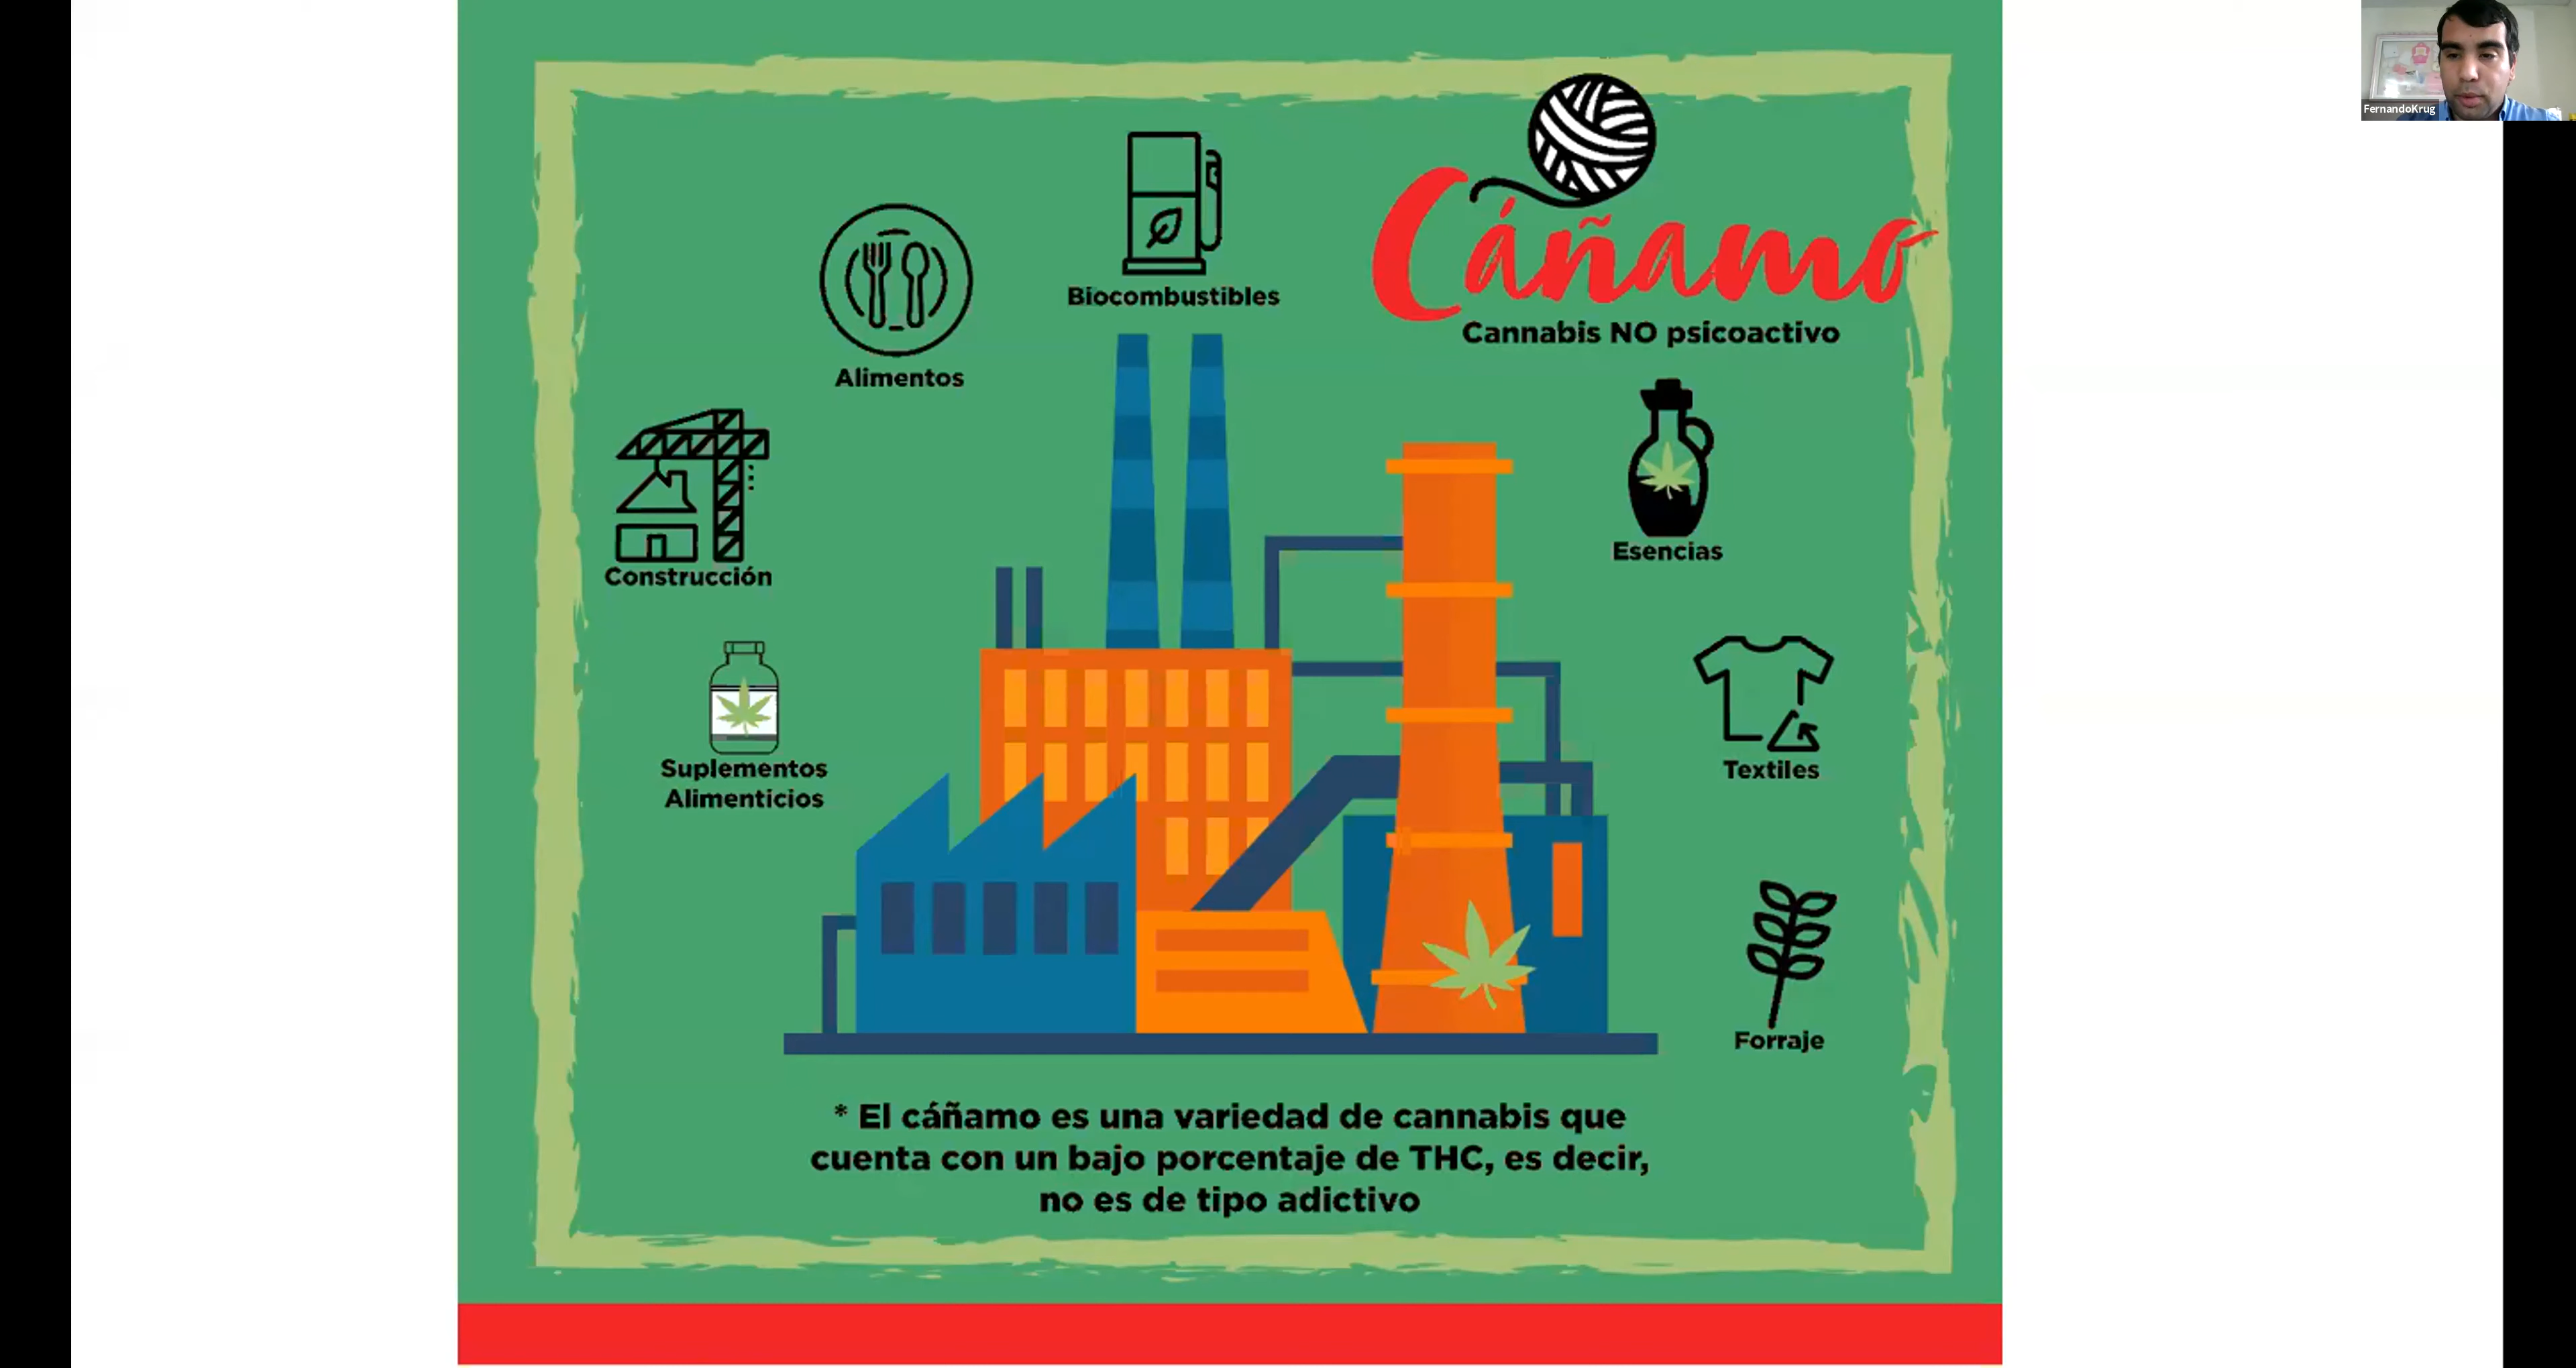 FernandoKrug
Cáñamo
Cannabis NO psicoactivo
Biocombustibles
Alimentos
Construcción
Esencias
Suplementos
Alimenticios
Textiles
Forraje
* El cáñamo es una variedad de cannabis que
cuenta con un bajo porcentaje de THC, es decir,
no es de tipo adictivo